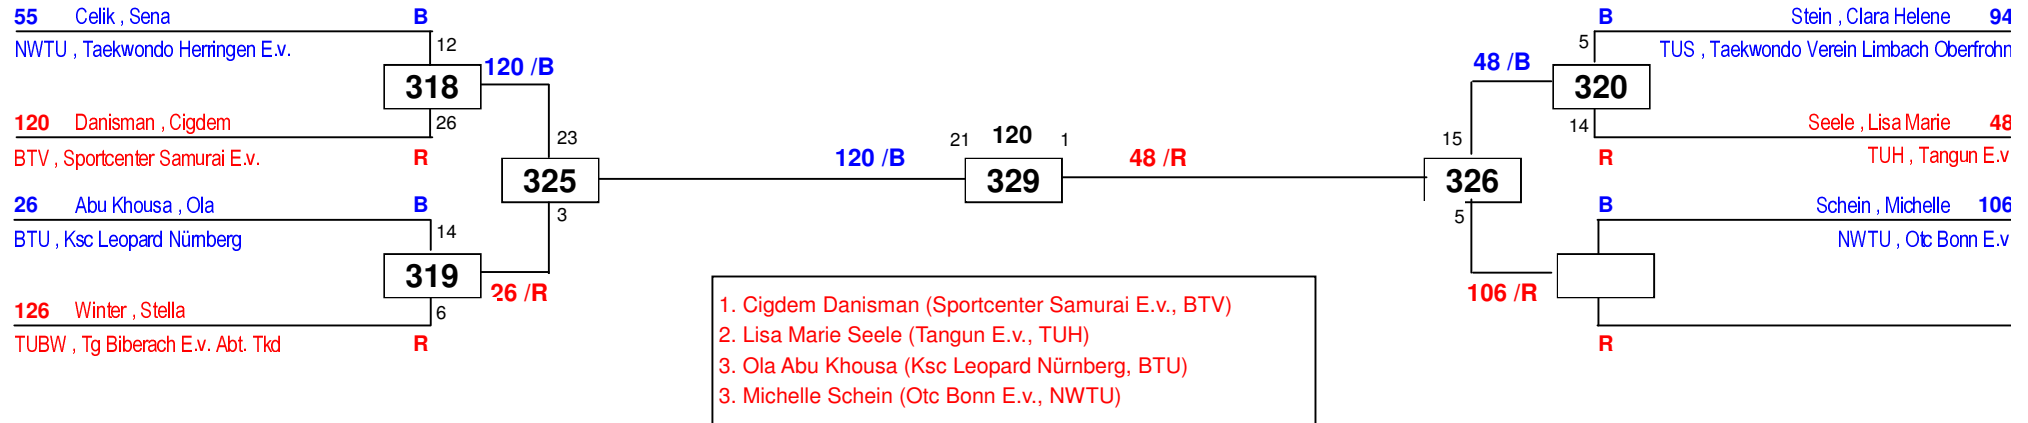 55 Celik , Sena B
NWTU , Taekwondo Herringen E.v.
12
318
120 /B
120 Danisman , Cigdem
26
BTV , Sportcenter Samurai E.v. R
23
325
3
26 Abu Khousa , Ola B
BTU , Ksc Leopard Nürnberg
14
319
26 /R
126 Winter , Stella
6
TUBW , Tg Biberach E.v. Abt. Tkd R
120 /B
21 120 1
329
48 /R
B Stein , Clara Helene 94
5 TUS , Taekwondo Verein Limbach Oberfrohn
48 /B
320
14
Seele , Lisa Marie 48
R TUH , Tangun E.v
15
326
5
B Schein , Michelle 106
NWTU , Otc Bonn E.v
106 /R
R
1. Cigdem Danisman (Sportcenter Samurai E.v., BTV)
2. Lisa Marie Seele (Tangun E.v., TUH)
3. Ola Abu Khousa (Ksc Leopard Nürnberg, BTU)
3. Michelle Schein (Otc Bonn E.v., NWTU)